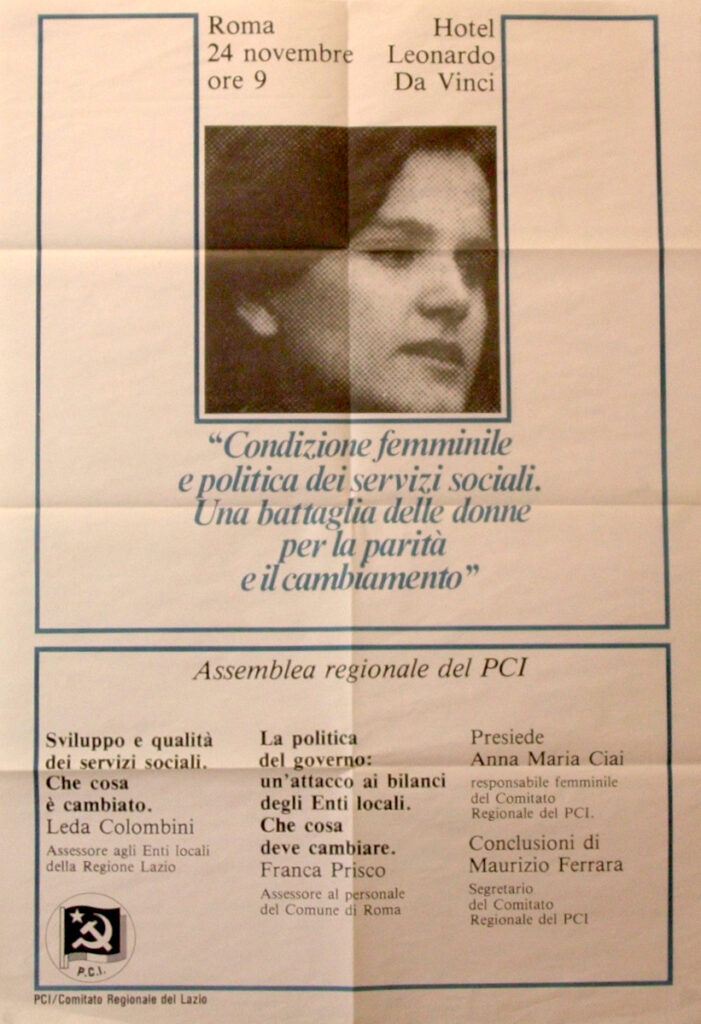 Roma
24 novembre
ore 9
Hotel
Leonardo
Da Vinci
“Condizione femminile
e politica dei servizi sociali.
Una battaglia delle donne
per la parità
e il cambiamento”
Assemblea regionale del PCI
Sviluppo e qualità
dei servizi sociali.
Che cosa
è cambiato.
Leda Colombini
Assessore agli Enti locali
della Regione Lazio
La politica
del governo:
un'attacco ai bilanci
degli Enti locali.
Che cosa
deve cambiare.
Franca Prisco
Assessore al personale
del Comune di Roma
Presiede
Anna Maria Ciai
responsabile femminile
del Comitato
Regionale del PCI.
Conclusioni di
Maurizio Ferrara
Segretario
del Comitato
Regionale del PCI
P.C.I.
PCI/Comitato Regionale del Lazio